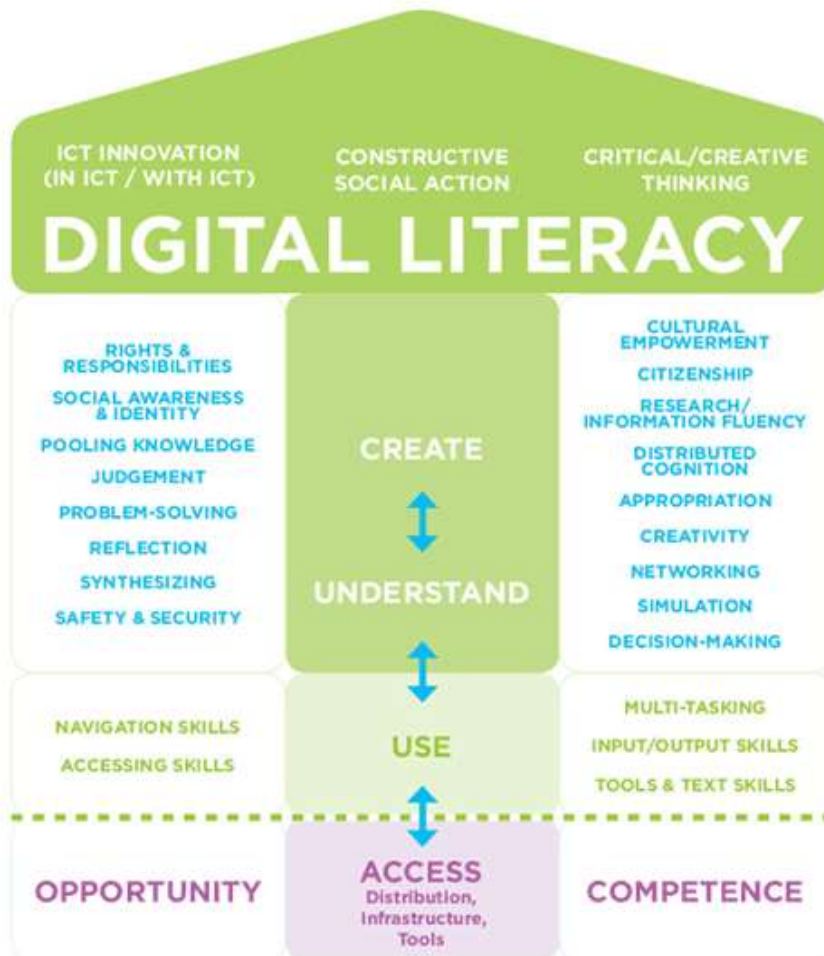 ICT INNOVATION
(IN ICT / WITH ICT)
CONSTRUCTIVE
SOCIAL ACTION
CRITICAL/CREATIVE
THINKING
DIGITAL LITERACY
RIGHTS &
RESPONSIBILITIES
SOCIAL AWARENESS
& IDENTITY
POOLING KNOWLEDGE
JUDGEMENT
PROBLEM-SOLVING
REFLECTION
SYNTHESIZING
SAFETY & SECURITY
CREATE
UNDERSTAND
CULTURAL
EMPOWERMENT
CITIZENSHIP
RESEARCH/
INFORMATION FLUENCY
DISTRIBUTED
COGNITION
APPROPRIATION
CREATIVITY
NETWORKING
SIMULATION
DECISION-MAKING
NAVIGATION SKILLS
ACCESSING SKILLS
USE
MULTI-TASKING
INPUT/OUTPUT SKILLS
TOOLS & TEXT SKILLS
OPPORTUNITY
ACCESS
Distribution,
Infrastructure,
Tools
COMPETENCE